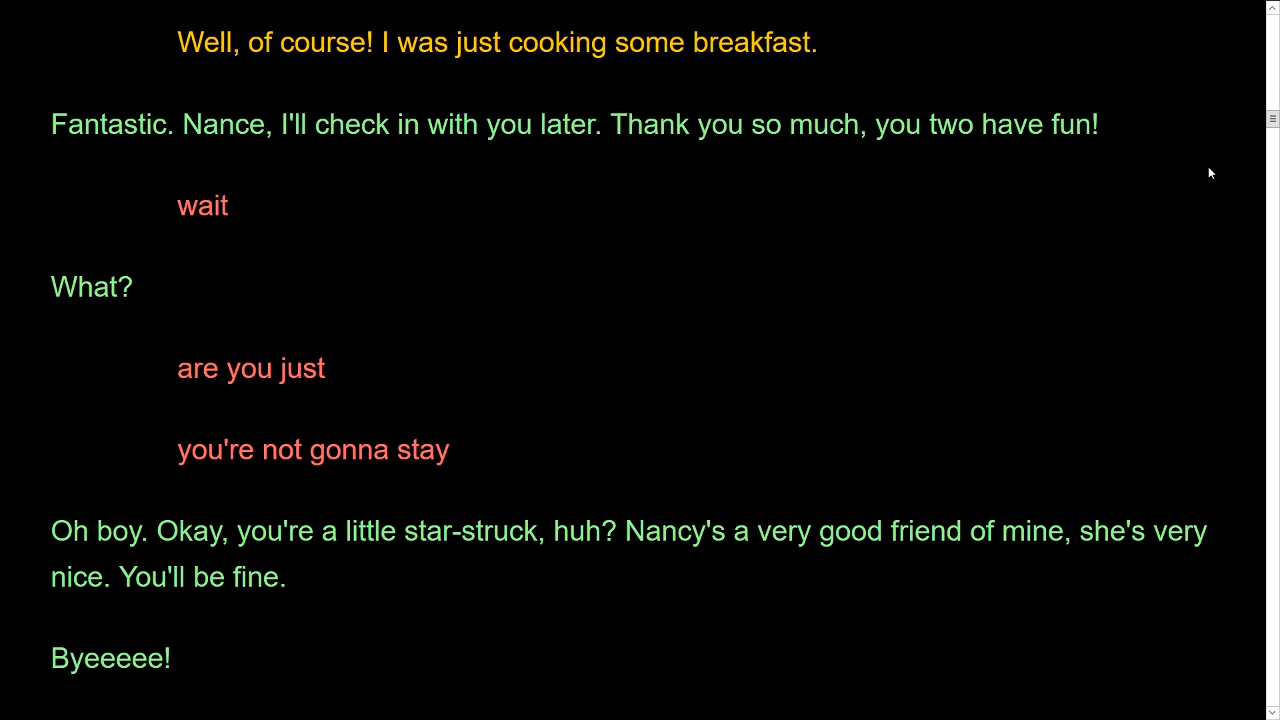 Well, of course! I was just cooking some breakfast.
Fantastic. Nance, I'll check in with you later. Thank you so much, you two have fun!
wait
What?
are you just
you're not gonna stay
Oh boy. Okay, you're a little star-struck, huh? Nancy's a very good friend of mine, she's very
nice. You'll be fine.
Byeeeee!